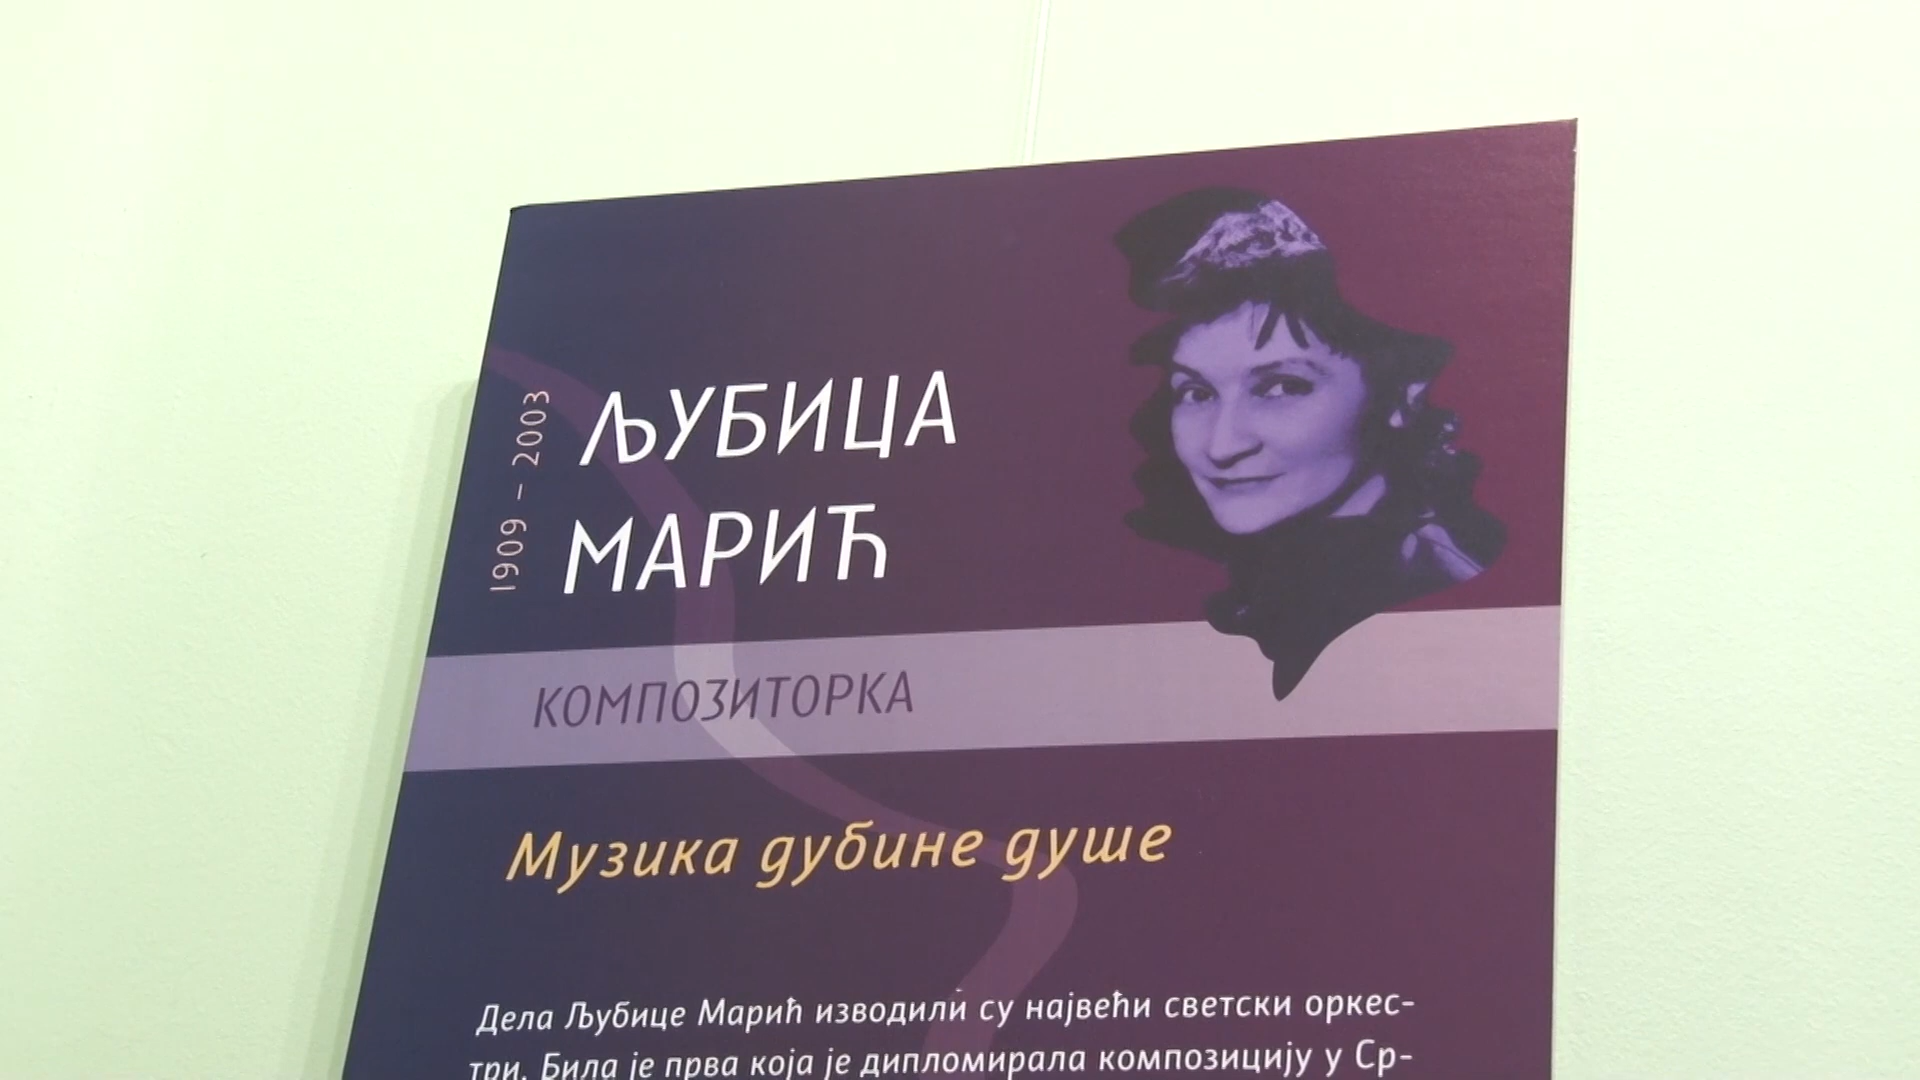 1909 – 2003
ЉУБИЦА
МАРИЋ
КОМПОЗИТОРКА
Музика дубине душе
Дела Љубице Марић изводили су највећи светски оркес-
три. Била је прва која је дипломирала композицију у Ср-